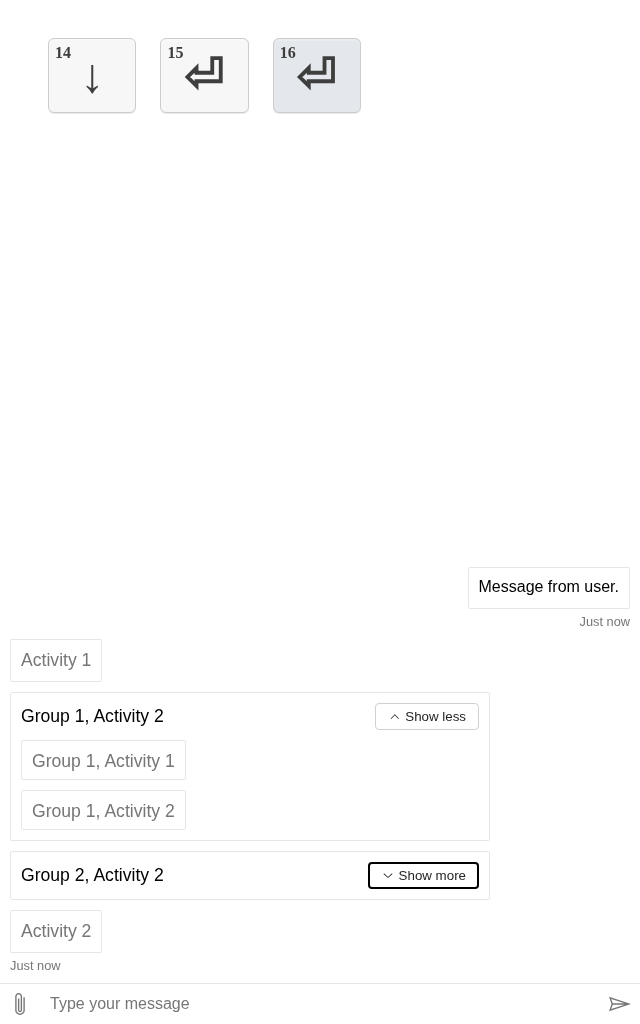 14 ↓
15
16
Message from user.
Just now
Activity 1
Group 1, Activity 2
Show less
Group 1, Activity 1
Group 1, Activity 2
Group 2, Activity 2
Show more
Activity 2
Just now
Type your message